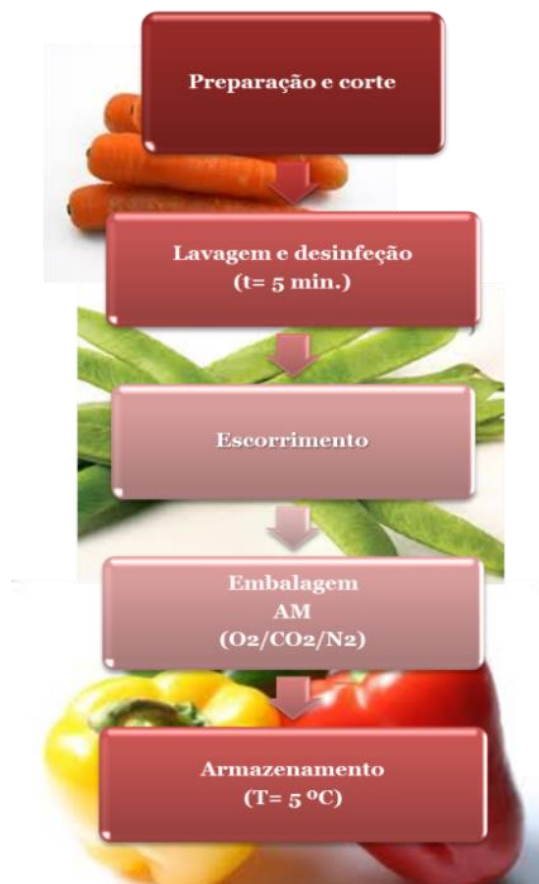 Preparação e corte
Lavagem e desinfeção
(t= 5 min.)
Escorrimento
Embalagem
AM
(O2/CO2/N2)
Armazenamento
(T= 5 ºC)